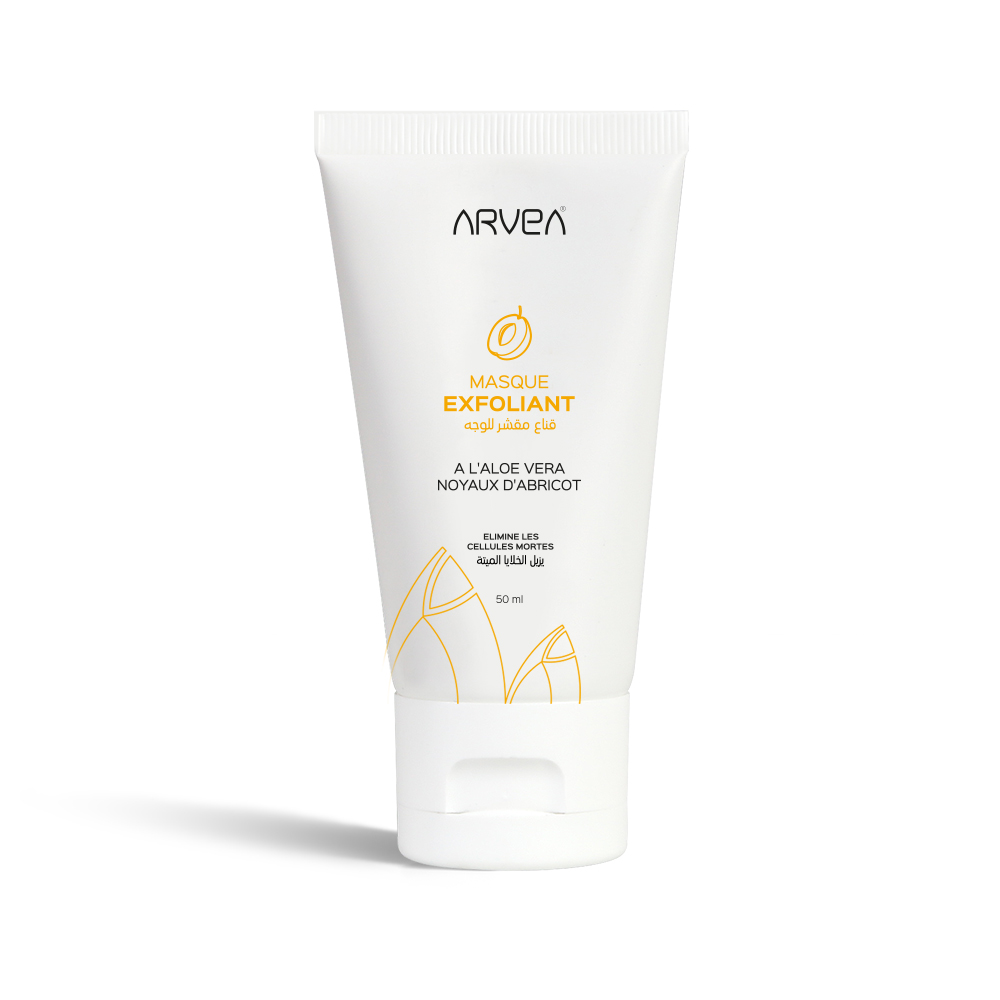 ARVEA®
MASQUE
EXFOLIANT
قناع مقشر للوجه
A L'ALOE VERA
NOYAUX D'ABRICOT
ELIMINE LES
CELLULES MORTES
يزيل الخلايا الميتة
50 ml